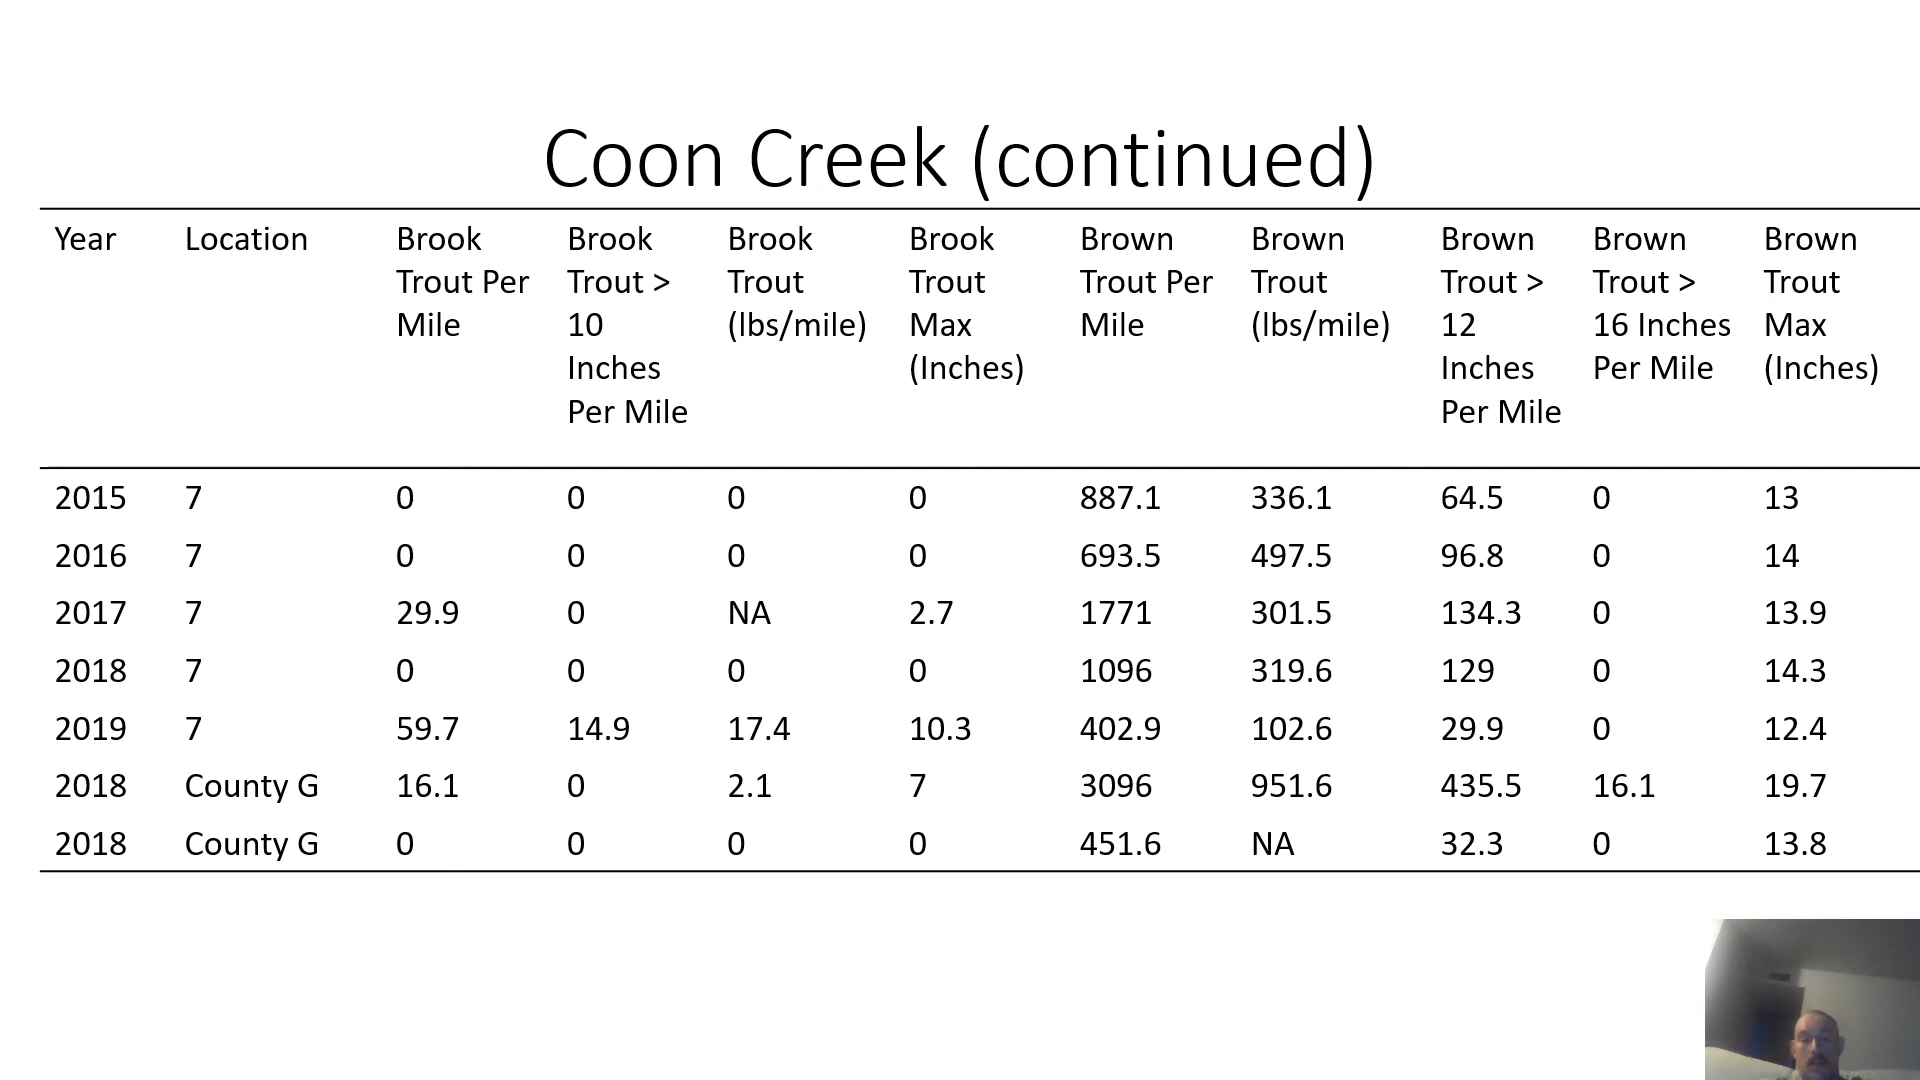 Coon Creek (continued)
Year Location Brook Trout Per Mile Brook Trout > 10 Inches Per Mile Brook Trout (lbs/mile) Brook Trout Max (Inches) Brown Trout Per Mile Brown Trout (lbs/mile) Brown Trout > 12 Inches Per Mile Brown Trout > 16 Inches Per Mile Brown Trout Max (Inches)
2015 7 0 0 0 0 887.1 336.1 64.5 0 13
2016 7 0 0 0 0 693.5 497.5 96.8 0 14
2017 7 29.9 0 NA 2.7 1771 301.5 134.3 0 13.9
2018 7 0 0 0 0 1096 319.6 129 0 14.3
2019 7 59.7 14.9 17.4 10.3 402.9 102.6 29.9 0 12.4
2018 County G 16.1 0 2.1 7 3096 951.6 435.5 16.1 19.7
2018 County G 0 0 0 0 451.6 NA 32.3 0 13.8